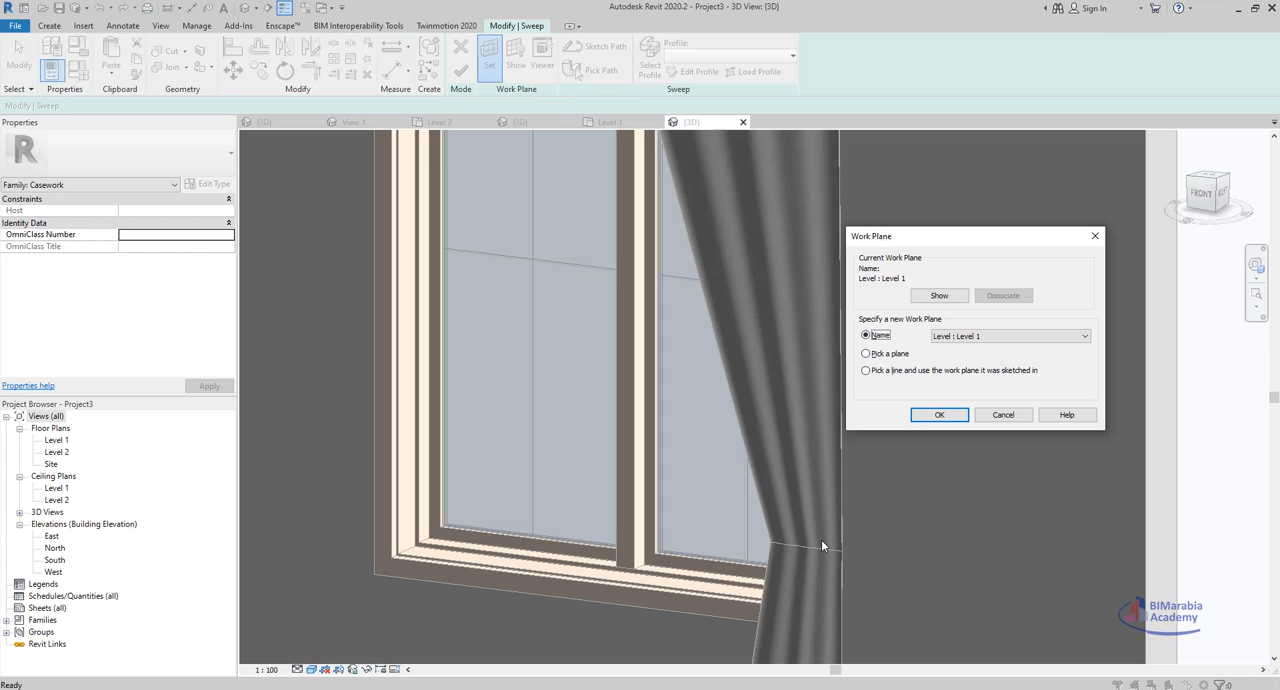 Autodesk Revit 2020.2 - Project3 - 3D View: {3D}
Sign In
File Create Insert Annotate View Manage Add-Ins Enscape™ BIM Interoperability Tools Twinmotion 2020 Modify | Sweep
Modify
Paste
Cut
Join
Set
Show
Viewer
Sketch Path
Pick Path
Select Profile
Profile:
Edit Profile
Load Profile
Select Properties Clipboard Geometry Modify Measure Create Mode Work Plane Sweep
Modify | Sweep
Properties
{3D} View 1 Level 2 {3D} Level 1 {3D}
Family: Casework
Edit Type
Constraints
Host
Identity Data
OmniClass Number
OmniClass Title
Properties help
Apply
Project Browser - Project3
Views (all)
Floor Plans
Level 1
Level 2
Site
Ceiling Plans
Level 1
Level 2
3D Views
Elevations (Building Elevation)
East
North
South
West
Legends
Schedules/Quantities (all)
Sheets (all)
Families
Groups
Revit Links
FRONT
Work Plane
Current Work Plane
Name:
Level : Level 1
Show
Dissociate
Specify a new Work Plane
Name
Level : Level 1
Pick a plane
Pick a line and use the work plane it was sketched in
OK
Cancel
Help
BIMarabia
Academy
1 : 100
Ready
:0